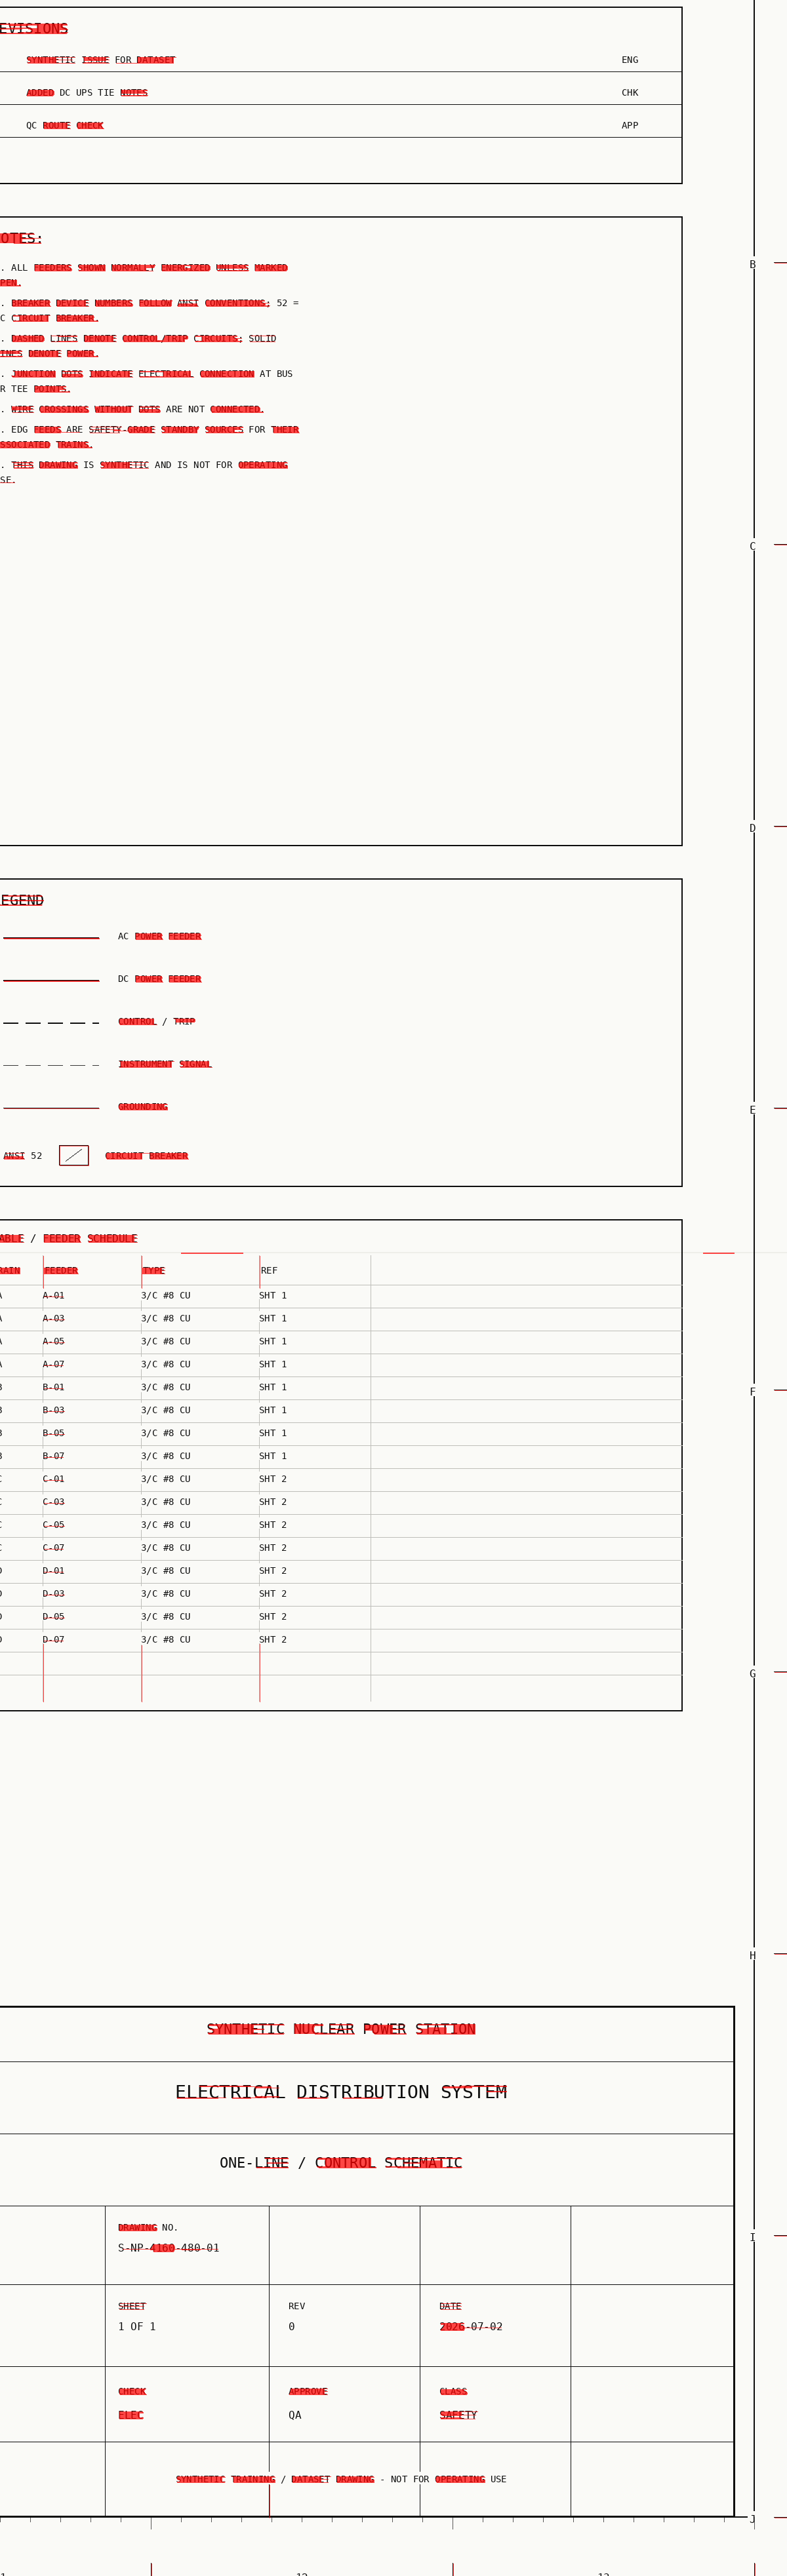 EVISIONS
SYNTHETIC ISSUE FOR DATASET ENG
ADDED DC UPS TIE NOTES CHK
QC ROUTE CHECK APP
OTES:
. ALL FEEDERS SHOWN NORMALLY ENERGIZED UNLESS MARKED
PEN.
. BREAKER DEVICE NUMBERS FOLLOW ANSI CONVENTIONS; 52 =
C CIRCUIT BREAKER.
. DASHED LINES DENOTE CONTROL/TRIP CIRCUITS; SOLID
INES DENOTE POWER.
. JUNCTION DOTS INDICATE ELECTRICAL CONNECTION AT BUS
R TEE POINTS.
. WIRE CROSSINGS WITHOUT DOTS ARE NOT CONNECTED.
. EDG FEEDS ARE SAFETY-GRADE STANDBY SOURCES FOR THEIR
SSOCIATED TRAINS.
. THIS DRAWING IS SYNTHETIC AND IS NOT FOR OPERATING
SE.
EGEND
AC POWER FEEDER
DC POWER FEEDER
CONTROL / TRIP
INSTRUMENT SIGNAL
GROUNDING
ANSI 52 CIRCUIT BREAKER
ABLE / FEEDER SCHEDULE
RAIN FEEDER TYPE REF
A A-01 3/C #8 CU SHT 1
A A-03 3/C #8 CU SHT 1
A A-05 3/C #8 CU SHT 1
A A-07 3/C #8 CU SHT 1
B B-01 3/C #8 CU SHT 1
B B-03 3/C #8 CU SHT 1
B B-05 3/C #8 CU SHT 1
B B-07 3/C #8 CU SHT 1
C C-01 3/C #8 CU SHT 2
C C-03 3/C #8 CU SHT 2
C C-05 3/C #8 CU SHT 2
C C-07 3/C #8 CU SHT 2
D D-01 3/C #8 CU SHT 2
D D-03 3/C #8 CU SHT 2
D D-05 3/C #8 CU SHT 2
D D-07 3/C #8 CU SHT 2
SYNTHETIC NUCLEAR POWER STATION
ELECTRICAL DISTRIBUTION SYSTEM
ONE-LINE / CONTROL SCHEMATIC
DRAWING NO.
S-NP-4160-480-01
SHEET REV DATE
1 OF 1 0 2026-07-02
CHECK APPROVE CLASS
ELEC QA SAFETY
SYNTHETIC TRAINING / DATASET DRAWING - NOT FOR OPERATING USE
B
C
D
E
F
G
H
I
J